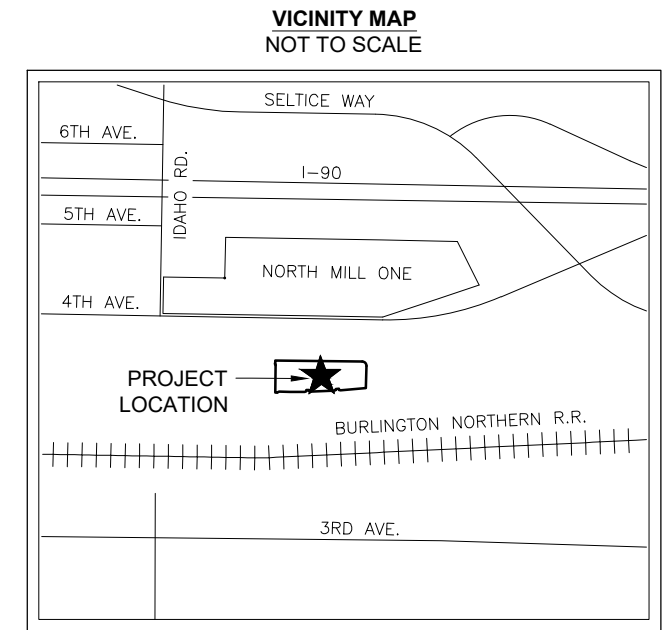 VICINITY MAP
NOT TO SCALE
SELTICE WAY
6TH AVE.
IDAHO RD.
I-90
5TH AVE.
NORTH MILL ONE
4TH AVE.
PROJECT
LOCATION
BURLINGTON NORTHERN R.R.
3RD AVE.